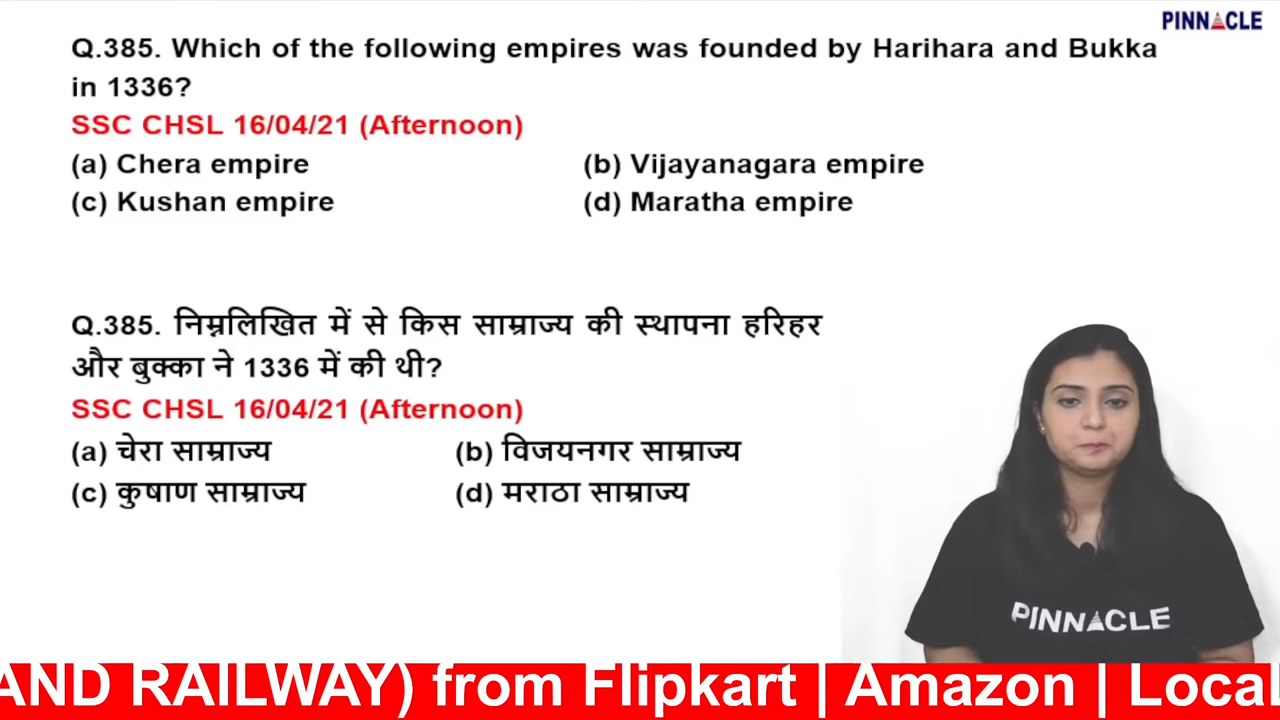 PINNACLE
Q.385. Which of the following empires was founded by Harihara and Bukka
in 1336?
SSC CHSL 16/04/21 (Afternoon)
(a) Chera empire (b) Vijayanagara empire
(c) Kushan empire (d) Maratha empire
Q.385. निम्नलिखित में से किस साम्राज्य की स्थापना हरिहर
और बुक्का ने 1336 में की थी?
SSC CHSL 16/04/21 (Afternoon)
(a) चेरा साम्राज्य (b) विजयनगर साम्राज्य
(c) कुषाण साम्राज्य (d) मराठा साम्राज्य
PINNACLE
AND RAILWAY) from Flipkart | Amazon | Local